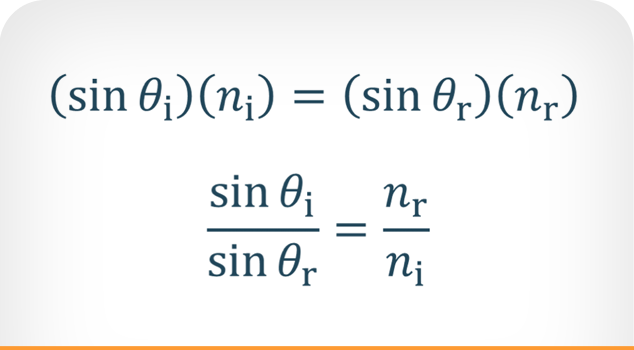 (sin θᵢ)(nᵢ) = (sin θᵣ)(nᵣ)
sin θᵢ / sin θᵣ = nᵣ / nᵢ